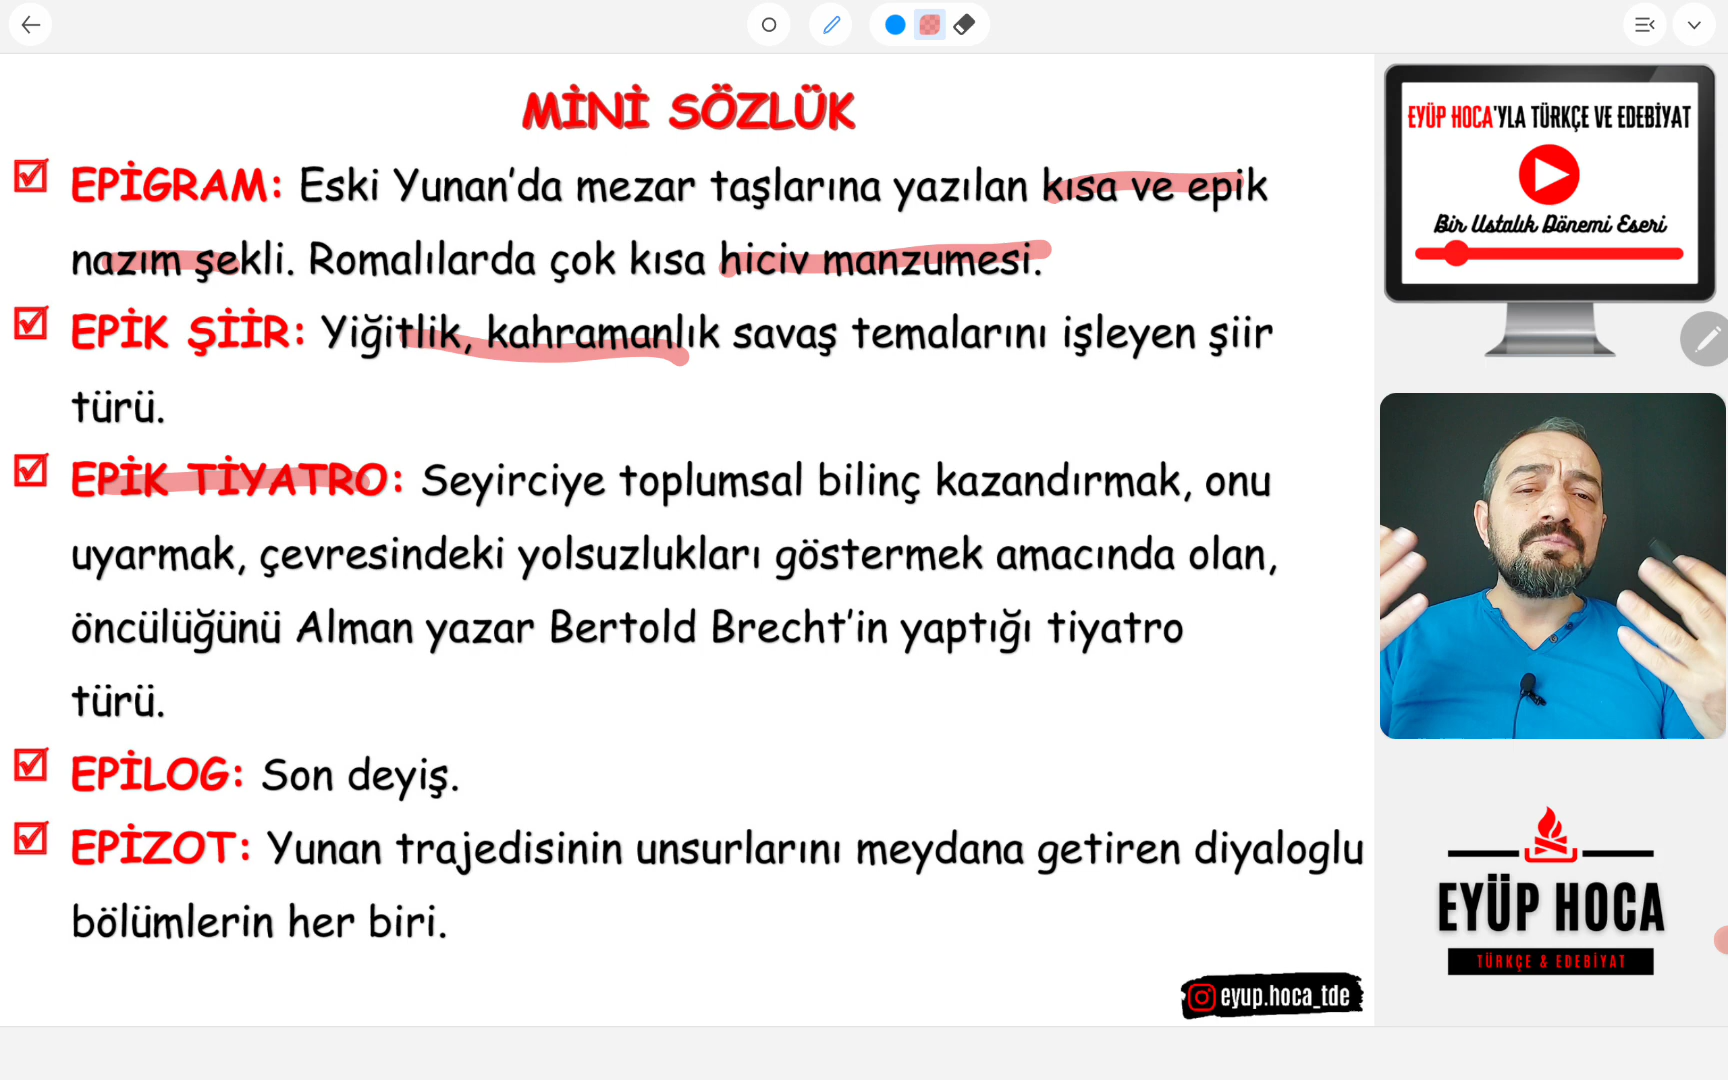 MİNİ SÖZLÜK
EPİGRAM: Eski Yunan’da mezar taşlarına yazılan kısa ve epik
nazım şekli. Romalılarda çok kısa hiciv manzumesi.
EPİK ŞİİR: Yiğitlik, kahramanlık savaş temalarını işleyen şiir
türü.
EPİK TİYATRO: Seyirciye toplumsal bilinç kazandırmak, onu
uyarmak, çevresindeki yolsuzlukları göstermek amacında olan,
öncülüğünü Alman yazar Bertold Brecht’in yaptığı tiyatro
türü.
EPİLOG: Son deyiş.
EPİZOT: Yunan trajedisinin unsurlarını meydana getiren diyaloglu
bölümlerin her biri.
eyup.hoca_tde
EYÜP HOCA'YLA TÜRKÇE VE EDEBİYAT
Bir Ustalık Dönemi Eseri
EYÜP HOCA
TÜRKÇE & EDEBİYAT